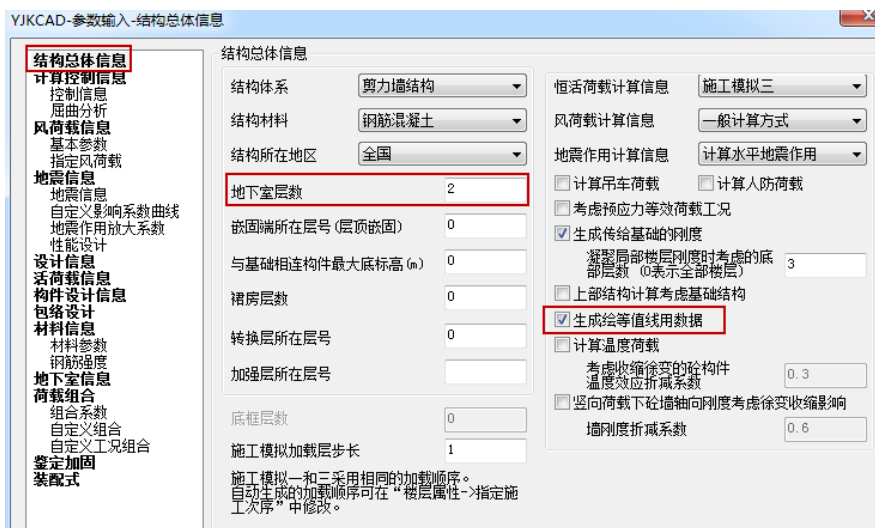 YJKCAD-参数输入-结构总体信息
结构总体信息
计算控制信息
控制信息
屈曲分析
风荷载信息
基本参数
指定风荷载
地震信息
地震信息
自定义影响系数曲线
地震作用放大系数
性能设计
设计信息
活荷载信息
构件设计信息
包络设计
材料信息
材料参数
钢筋强度
地下室信息
荷载组合
组合系数
自定义组合
自定义工况组合
鉴定加固
装配式
结构总体信息
结构体系 剪力墙结构
结构材料 钢筋混凝土
结构所在地区 全国
地下室层数 2
嵌固端所在层号(层顶嵌固) 0
与基础相连构件最大底标高(m) 0
裙房层数 0
转换层所在层号 0
加强层所在层号
底框层数 0
施工模拟加载层步长 1
施工模拟一和三采用相同的加载顺序。
自动生成的加载顺序可在“楼层属性->指定施
工次序”中修改。
恒活荷载计算信息 施工模拟三
风荷载计算信息 一般计算方式
地震作用计算信息 计算水平地震作用
计算吊车荷载 计算人防荷载
考虑预应力等效荷载工况
生成传给基础的刚度
凝聚局部楼层刚度时考虑的底
部层数（0表示全部楼层） 3
上部结构计算考虑基础结构
生成绘等值线用数据
计算温度荷载
考虑收缩徐变的砼构件
温度效应折减系数 0.3
竖向荷载下砼墙轴向刚度考虑徐变收缩影响
墙刚度折减系数 0.6